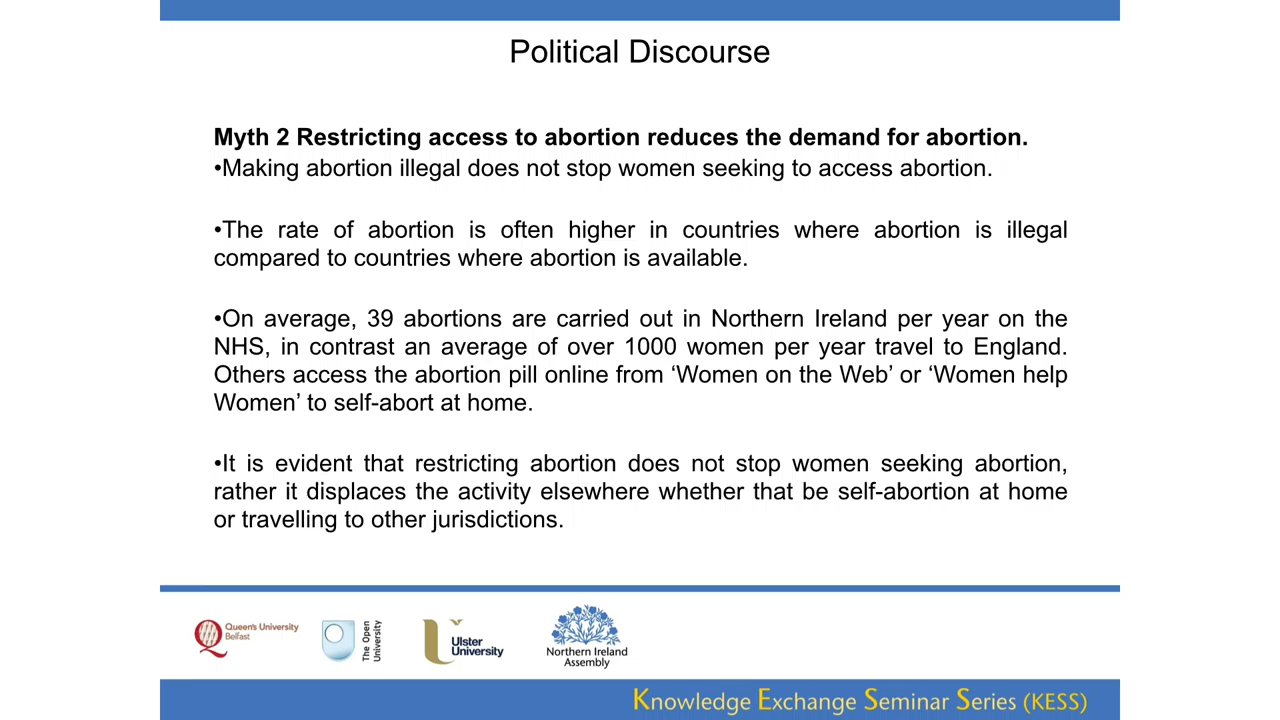 Political Discourse
Myth 2 Restricting access to abortion reduces the demand for abortion.
•Making abortion illegal does not stop women seeking to access abortion.
•The rate of abortion is often higher in countries where abortion is illegal
compared to countries where abortion is available.
•On average, 39 abortions are carried out in Northern Ireland per year on the
NHS, in contrast an average of over 1000 women per year travel to England.
Others access the abortion pill online from ‘Women on the Web’ or ‘Women help
Women’ to self-abort at home.
•It is evident that restricting abortion does not stop women seeking abortion,
rather it displaces the activity elsewhere whether that be self-abortion at home
or travelling to other jurisdictions.
Queen's University
Belfast
The Open
University
Ulster
University
Northern Ireland
Assembly
Knowledge Exchange Seminar Series (KESS)